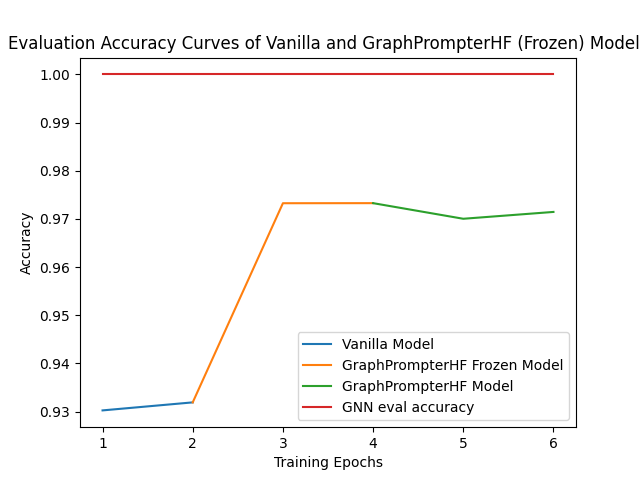 Evaluation Accuracy Curves of Vanilla and GraphPrompterHF (Frozen) Model
1.00
0.99
0.98
0.97
0.96
0.95
0.94
0.93
Accuracy
Vanilla Model
GraphPrompterHF Frozen Model
GraphPrompterHF Model
GNN eval accuracy
1 2 3 4 5 6
Training Epochs